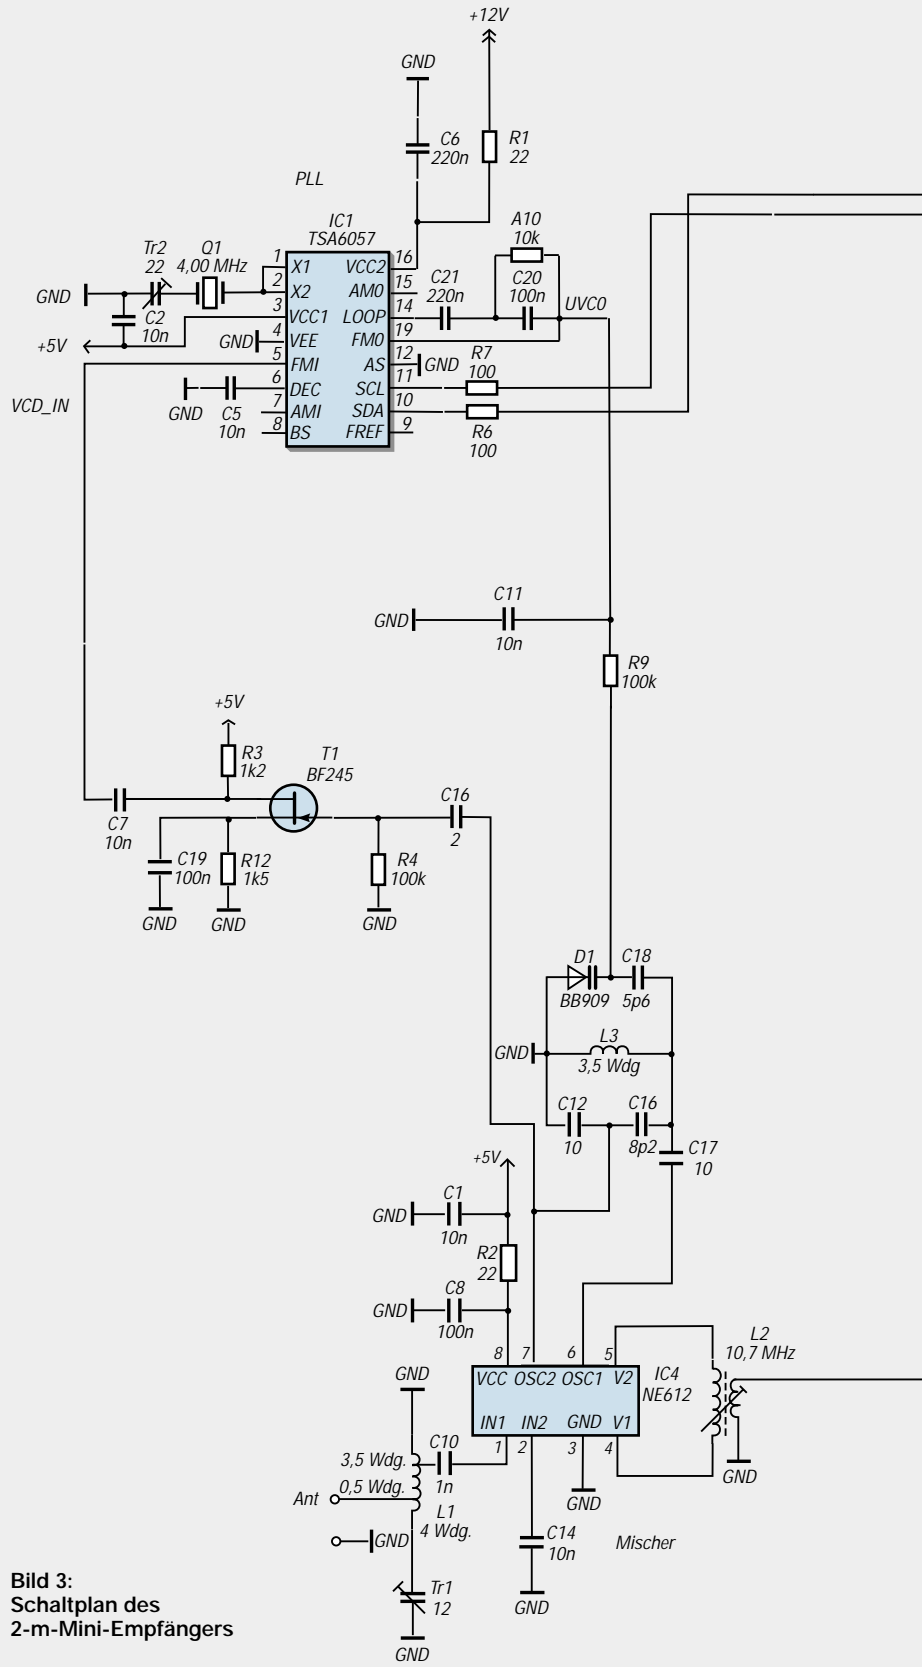 +12V
GND
C6
220n
R1
22
PLL
IC1
TSA6057
A10
10k
Tr2
22
Q1
4,00 MHz
1
X1
VCC2
16
2
X2
AM0
15
3
VCC1
LOOP
14
4
VEE
FM0
19
5
FMI
AS
12
6
DEC
SCL
11
7
AMI
SDA
10
8
BS
FREF
9
C21
220n
C20
100n
UVC0
GND
C2
10n
+5V
GND
GND
R7
100
VCD_IN
GND
C5
10n
R6
100
C11
GND
10n
R9
100k
+5V
R3
1k2
T1
BF245
C7
10n
C16
2
C19
100n
R12
1k5
R4
100k
GND
GND
GND
D1
BB909
C18
5p6
GND
L3
3,5 Wdg
C12
10
C16
8p2
C17
10
+5V
GND
C1
10n
R2
22
GND
C8
100n
8
7
6
5
VCC
OSC2
OSC1
V2
IC4
NE612
L2
10,7 MHz
IN1
IN2
GND
V1
1
2
3
4
GND
3,5 Wdg.
C10
1n
0,5 Wdg.
Ant
L1
4 Wdg.
GND
GND
GND
C14
10n
Mischer
Tr1
12
GND
GND
Bild 3:
Schaltplan des
2-m-Mini-Empfängers